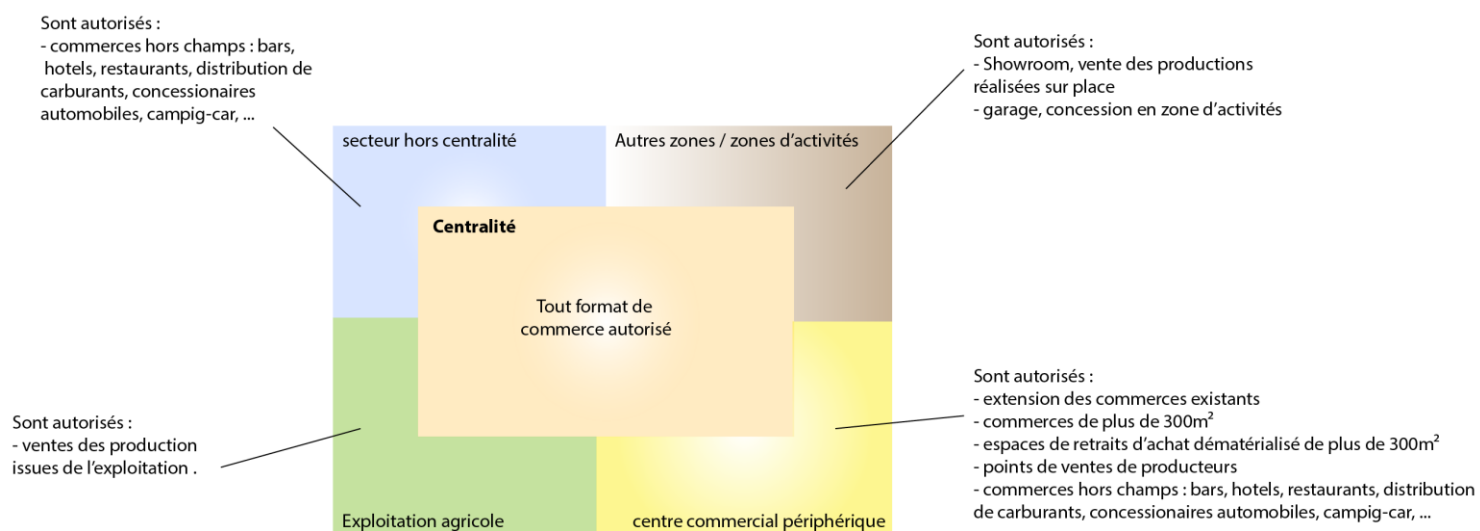 Sont autorisés :
- commerces hors champs : bars,
hotels, restaurants, distribution de
carburants, concessionaires
automobiles, campig-car, ...
Sont autorisés :
- Showroom, vente des productions
réalisées sur place
- garage, concession en zone d'activités
secteur hors centralité
Autres zones / zones d'activités
Centralité
Tout format de
commerce autorisé
Sont autorisés :
- ventes des production
issues de l'exploitation .
Sont autorisés :
- extension des commerces existants
- commerces de plus de 300m²
- espaces de retraits d'achat dématérialisé de plus de 300m²
- points de ventes de producteurs
- commerces hors champs : bars, hotels, restaurants, distribution
de carburants, concessionaires automobiles, campig-car, ...
Exploitation agricole
centre commercial périphérique